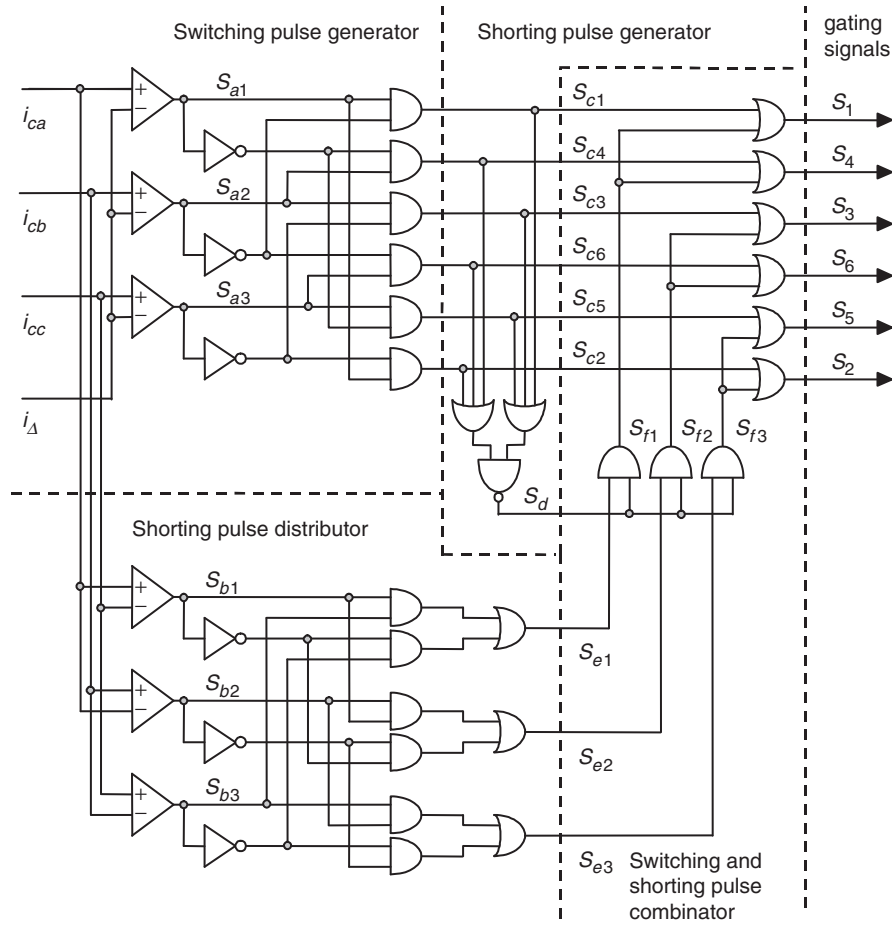 Switching pulse generator
Shorting pulse generator
gating
signals
i_ca
i_cb
i_cc
i_Δ
+
−
+
−
+
−
S_a1
S_a2
S_a3
S_c1
S_c4
S_c3
S_c6
S_c5
S_c2
S_1
S_4
S_3
S_6
S_5
S_2
S_f1
S_f2
S_f3
S_d
Shorting pulse distributor
+
−
+
−
+
−
S_b1
S_b2
S_b3
S_e1
S_e2
S_e3
Switching and
shorting pulse
combinator